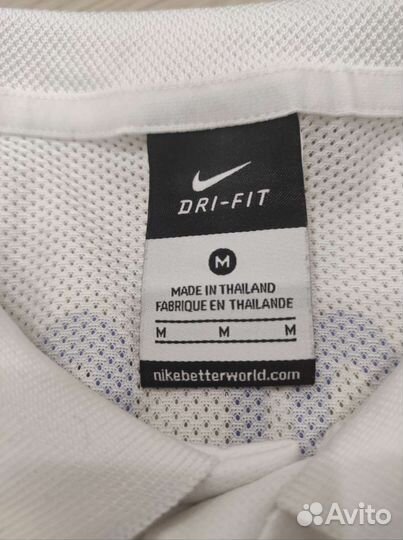 DRI-FIT
M
MADE IN THAILAND
FABRIQUE EN THAILANDE
M M M
nikebetterworld.com
Avito